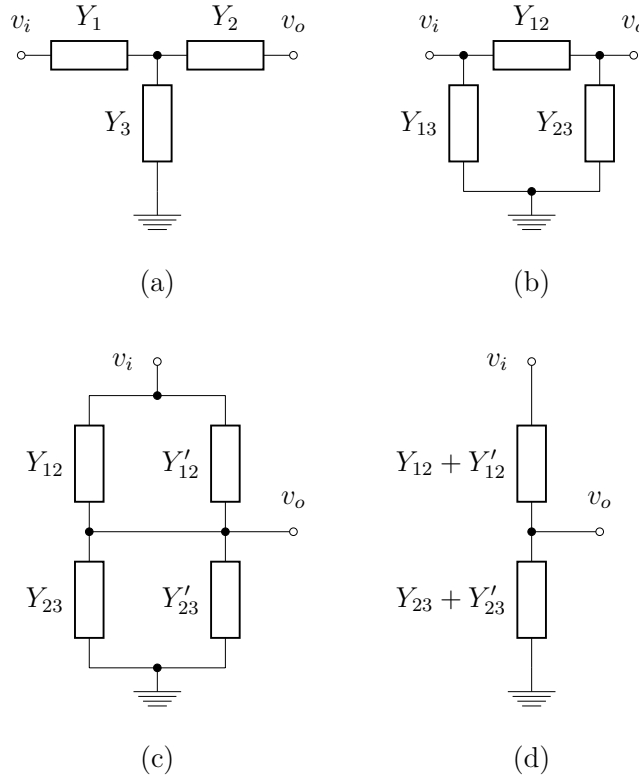 v_i Y_1 Y_2 v_o
Y_3
(a)
v_i Y_12 v_o
Y_13 Y_23
(b)
v_i
Y_12 Y'_12
v_o
Y_23 Y'_23
(c)
v_i
Y_12 + Y'_12
v_o
Y_23 + Y'_23
(d)